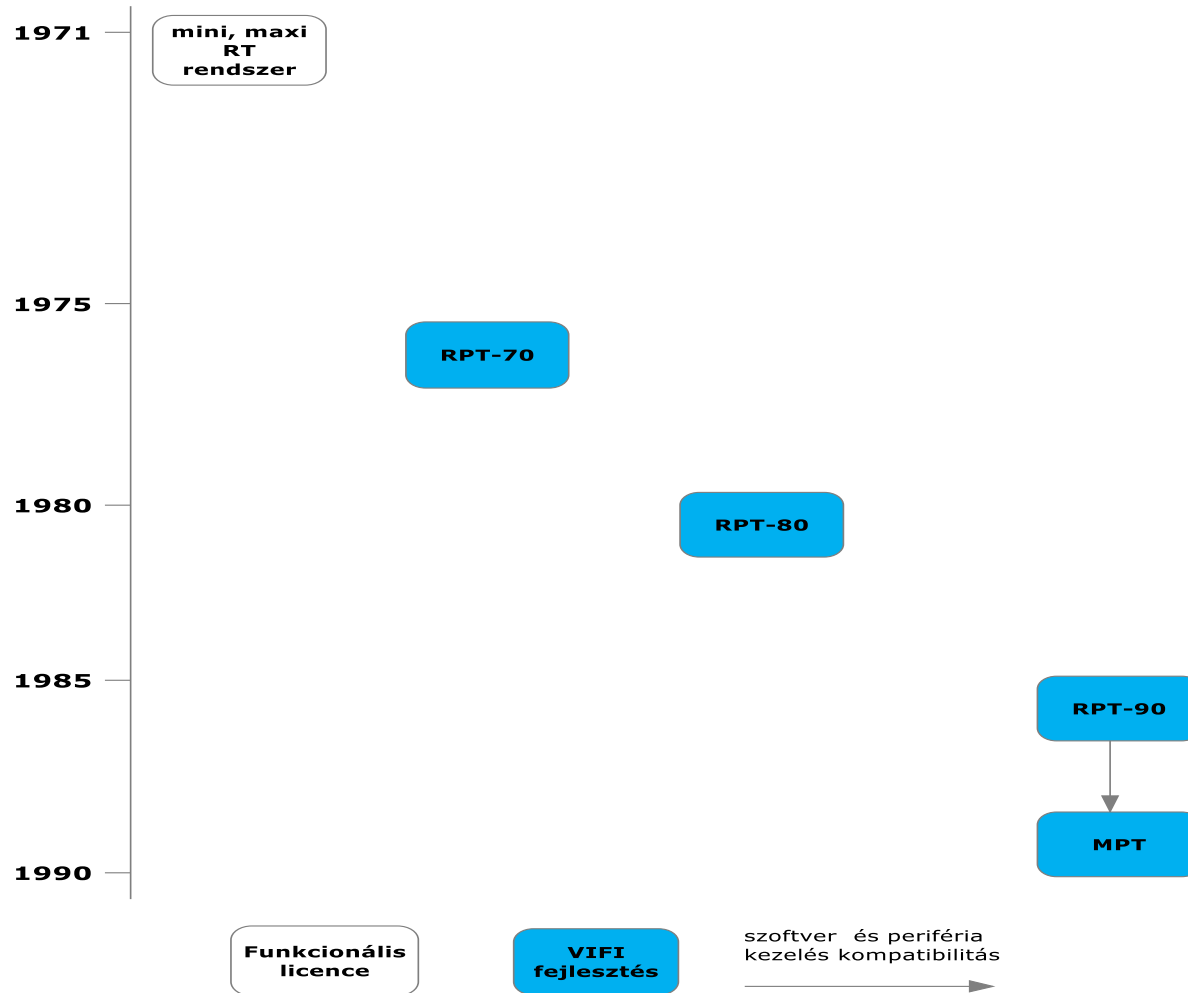 1971
mini, maxi
RT
rendszer
1975
RPT-70
1980
RPT-80
1985
RPT-90
MPT
1990
Funkcionális
licence
VIFI
fejlesztés
szoftver és periféria
kezelés kompatibilitás